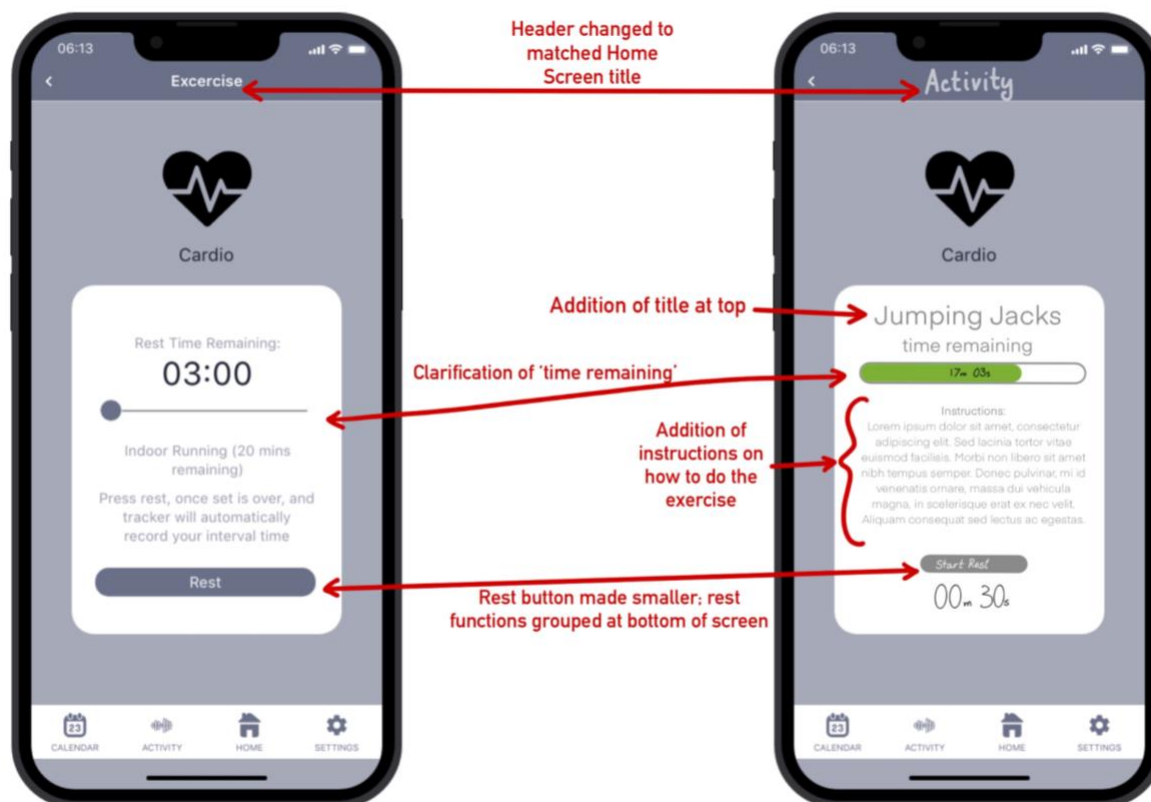 Header changed to
matched Home
Screen title
06:13
Excercise
Cardio
Rest Time Remaining:
03:00
Indoor Running (20 mins
remaining)
Press rest, once set is over, and
tracker will automatically
record your interval time
Rest
23
CALENDAR
ACTIVITY
HOME
SETTINGS
Addition of title at top
Clarification of 'time remaining'
Addition of
instructions on
how to do the
exercise
Rest button made smaller; rest
functions grouped at bottom of screen
06:13
Activity
Cardio
Jumping Jacks
time remaining
17m 03s
Instructions:
Lorem ipsum dolor sit amet, consectetur
adipiscing elit. Sed lacinia tortor vitae
euismod facilisis. Morbi non libero sit amet
nibh tempus semper. Donec pulvinar, mi id
venenatis ornare, massa dui vehicula
magna, in scelerisque erat ex nec velit.
Aliquam consequat sed lectus ac egestas.
Start Rest
00m 30s
23
CALENDAR
ACTIVITY
HOME
SETTINGS